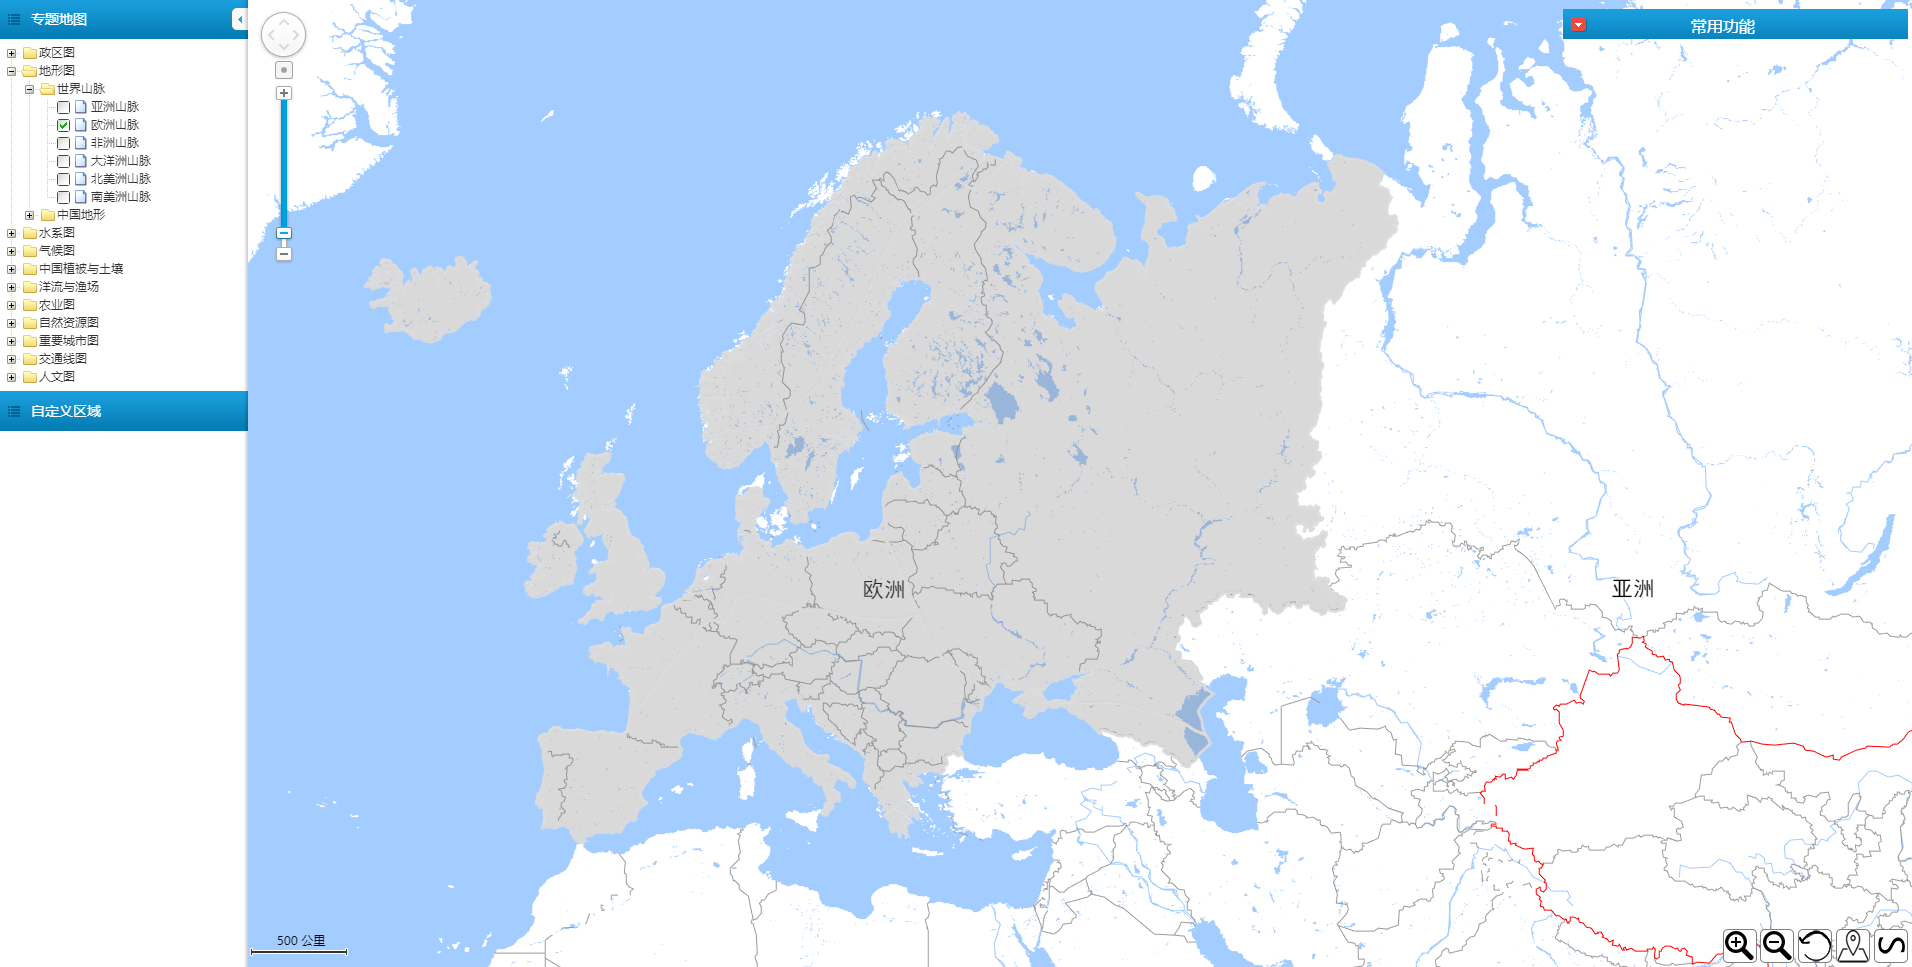 专题地图
政区图
地形图
世界山脉
亚洲山脉
欧洲山脉
非洲山脉
大洋洲山脉
北美洲山脉
南美洲山脉
中国地形
水系图
气候图
中国植被与土壤
洋流与渔场
农业图
自然资源图
重要城市图
交通线图
人文图
自定义区域
常用功能
欧洲
亚洲
500 公里